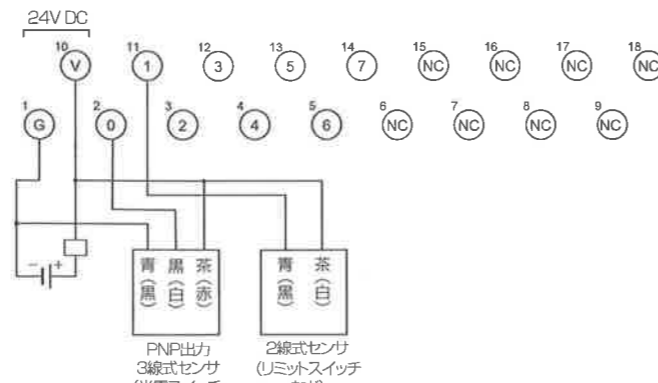 24V DC
10 V
11 1
12 3
13 5
14 7
15 NC
16 NC
17 NC
18 NC
1 G
2 0
3 2
4 4
5 6
6 NC
7 NC
8 NC
9 NC
− +
青(黒)
黒(白)
茶(赤)
青(黒)
茶(白)
PNP出力
3線式センサ
2線式センサ
(リミットスイッチ